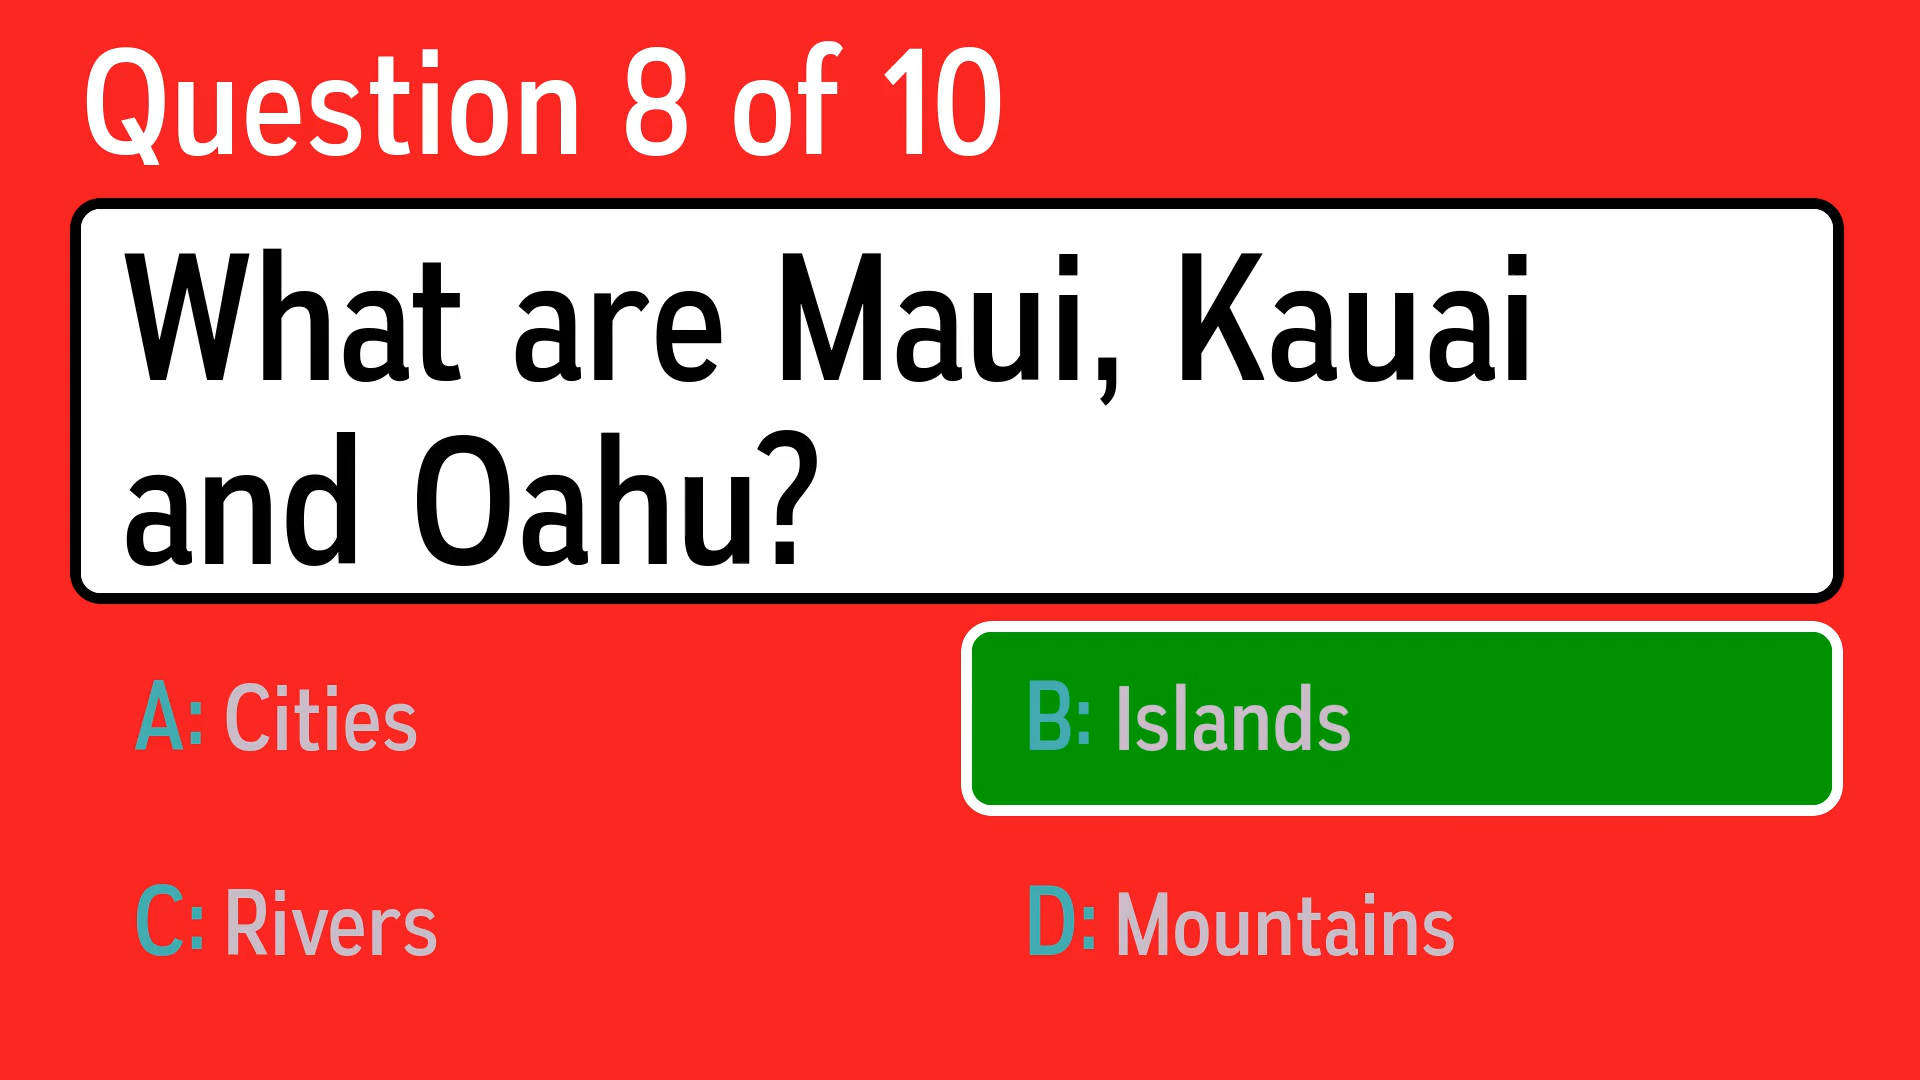 Question 8 of 10
What are Maui, Kauai
and Oahu?
A: Cities
B: Islands
C: Rivers
D: Mountains